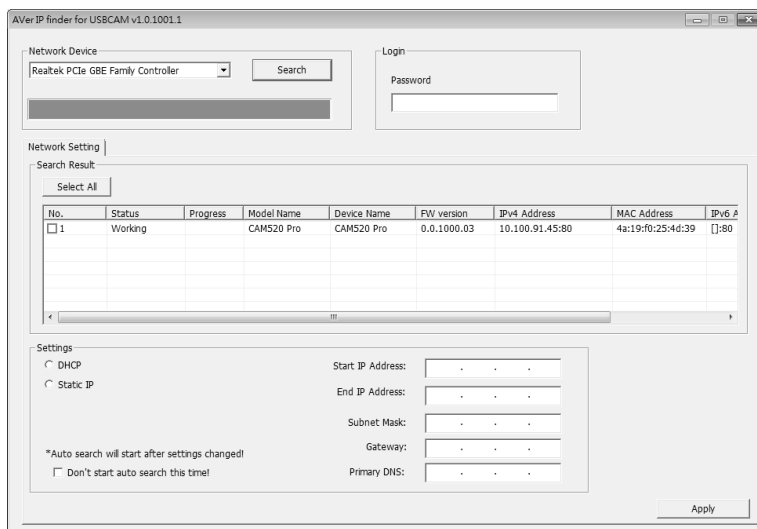 AVer IP finder for USBCAM v1.0.1001.1
Network Device
Realtek PCIe GBE Family Controller
Search
Login
Password
Network Setting
Search Result
Select All
No. Status Progress Model Name Device Name FW version IPv4 Address MAC Address IPv6 A
1 Working CAM520 Pro CAM520 Pro 0.0.1000.03 10.100.91.45:80 4a:19:f0:25:4d:39 []:80
Settings
DHCP
Static IP
*Auto search will start after settings changed!
Don't start auto search this time!
Start IP Address: . . .
End IP Address: . . .
Subnet Mask: . . .
Gateway: . . .
Primary DNS: . . .
Apply